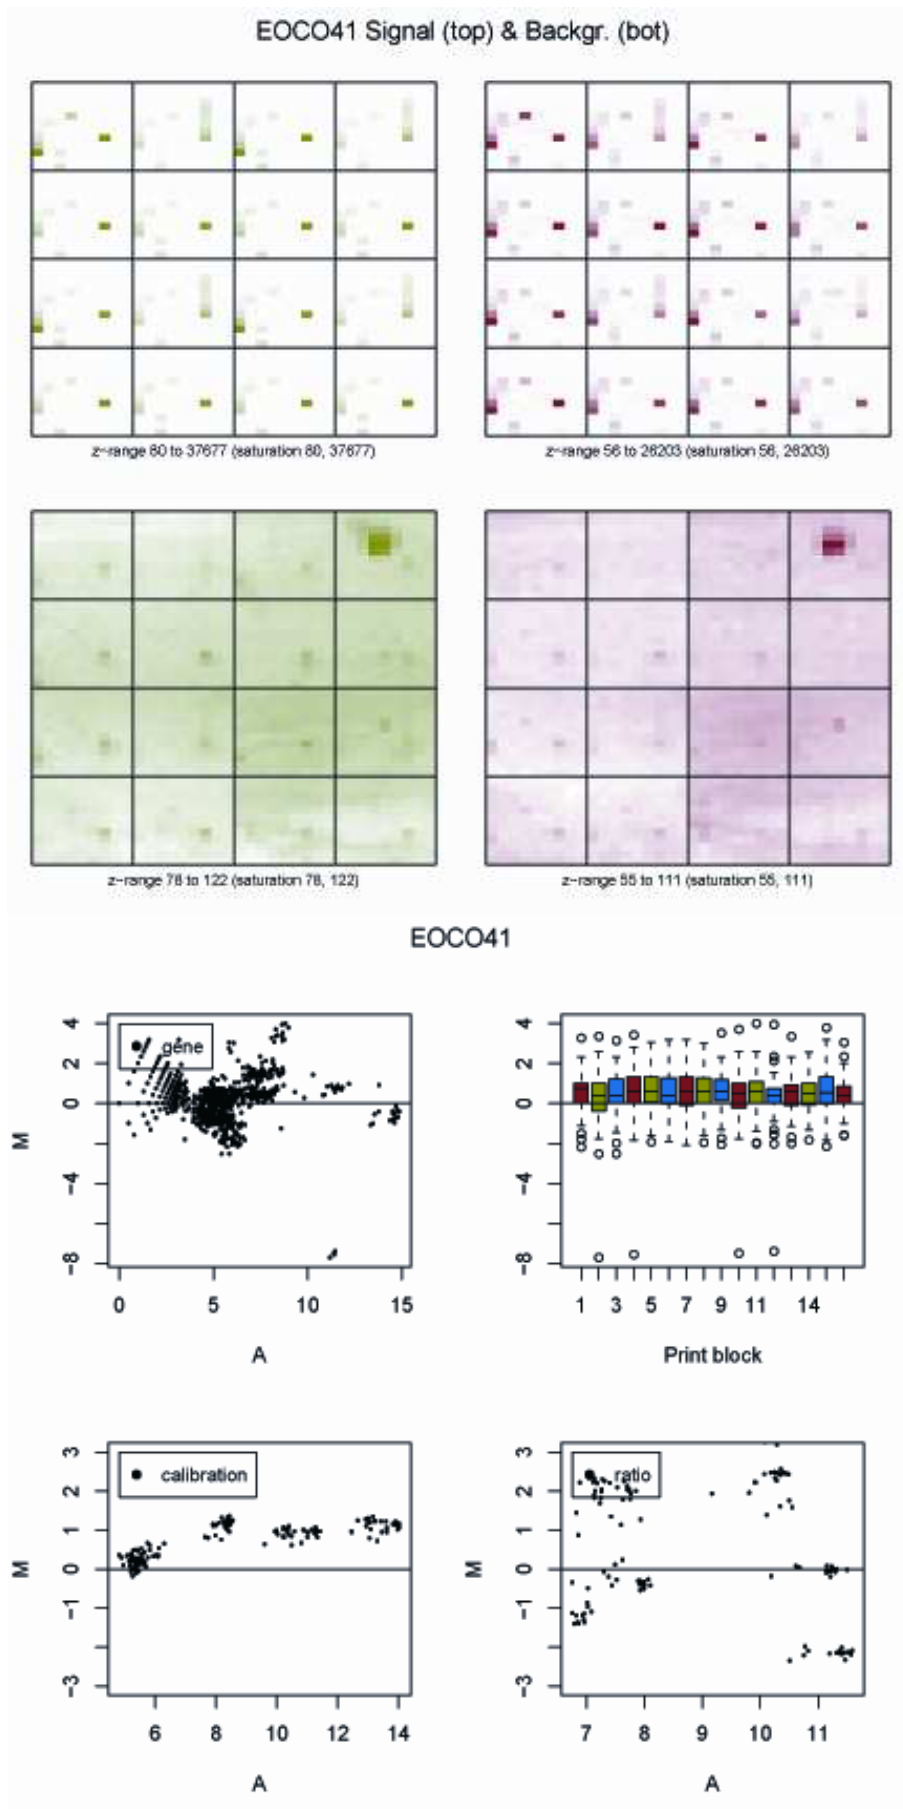 EOCO41 Signal (top) & Backgr. (bot)
z-range 80 to 37677 (saturation 80, 37677)
z-range 56 to 26203 (saturation 56, 26203)
z-range 78 to 122 (saturation 78, 122)
z-range 55 to 111 (saturation 55, 111)
EOCO41
gene
M
4
2
0
-4
-8
0 5 10 15
A
4
2
0
-4
-8
1 3 5 7 9 11 14
Print block
calibration
M
3
2
1
0
-1
-3
6 8 10 12 14
A
ratio
M
3
2
1
0
-1
-3
7 8 9 10 11
A